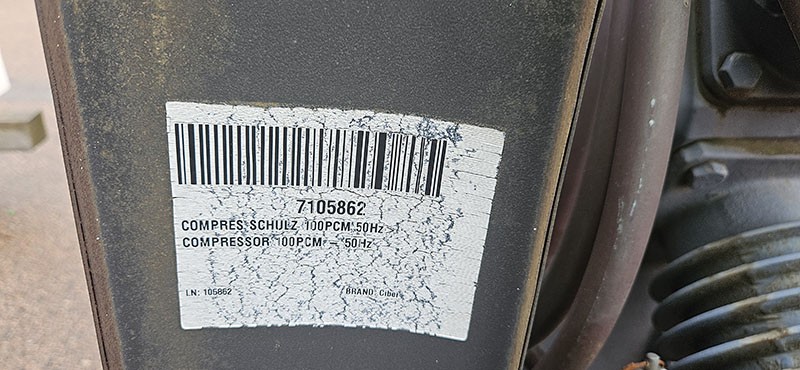 7105862
COMPRES SCHULZ 100PCM 50Hz
COMPRESSOR 100PCM - 50Hz
LN: 105862 BRAND: Ciber